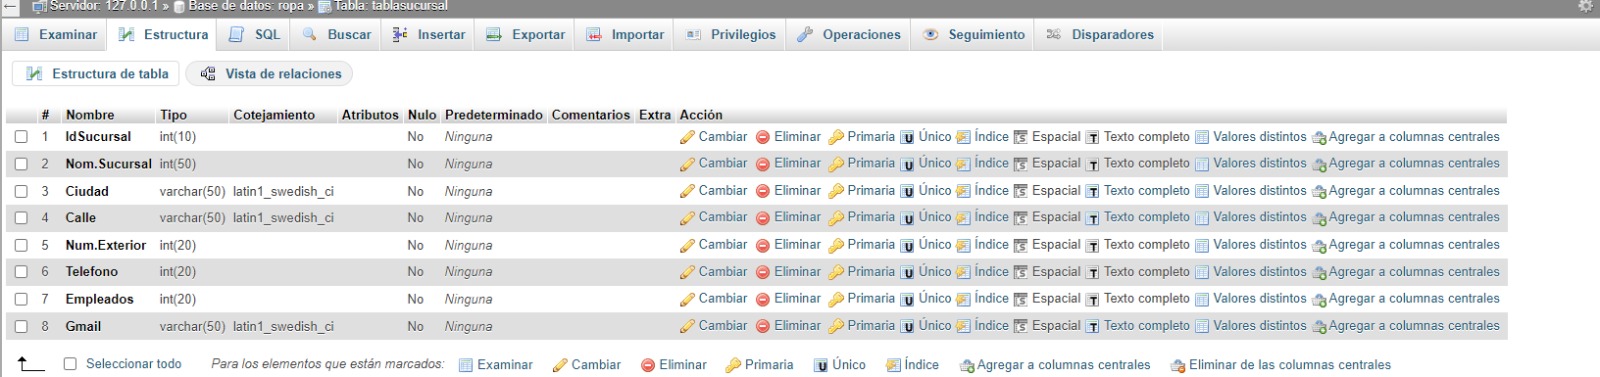 Servidor: 127.0.0.1 » Base de datos: ropa » Tabla: tablasucursal
Examinar Estructura SQL Buscar Insertar Exportar Importar Privilegios Operaciones Seguimiento Disparadores
Estructura de tabla Vista de relaciones
# Nombre Tipo Cotejamiento Atributos Nulo Predeterminado Comentarios Extra Acción
1 IdSucursal int(10) No Ninguna Cambiar Eliminar Primaria Único Índice Espacial Texto completo Valores distintos Agregar a columnas centrales
2 Nom.Sucursal int(50) No Ninguna Cambiar Eliminar Primaria Único Índice Espacial Texto completo Valores distintos Agregar a columnas centrales
3 Ciudad varchar(50) latin1_swedish_ci No Ninguna Cambiar Eliminar Primaria Único Índice Espacial Texto completo Valores distintos Agregar a columnas centrales
4 Calle varchar(50) latin1_swedish_ci No Ninguna Cambiar Eliminar Primaria Único Índice Espacial Texto completo Valores distintos Agregar a columnas centrales
5 Num.Exterior int(20) No Ninguna Cambiar Eliminar Primaria Único Índice Espacial Texto completo Valores distintos Agregar a columnas centrales
6 Telefono int(20) No Ninguna Cambiar Eliminar Primaria Único Índice Espacial Texto completo Valores distintos Agregar a columnas centrales
7 Empleados int(20) No Ninguna Cambiar Eliminar Primaria Único Índice Espacial Texto completo Valores distintos Agregar a columnas centrales
8 Gmail varchar(50) latin1_swedish_ci No Ninguna Cambiar Eliminar Primaria Único Índice Espacial Texto completo Valores distintos Agregar a columnas centrales
Seleccionar todo Para los elementos que están marcados: Examinar Cambiar Eliminar Primaria Único Índice Agregar a columnas centrales Eliminar de las columnas centrales